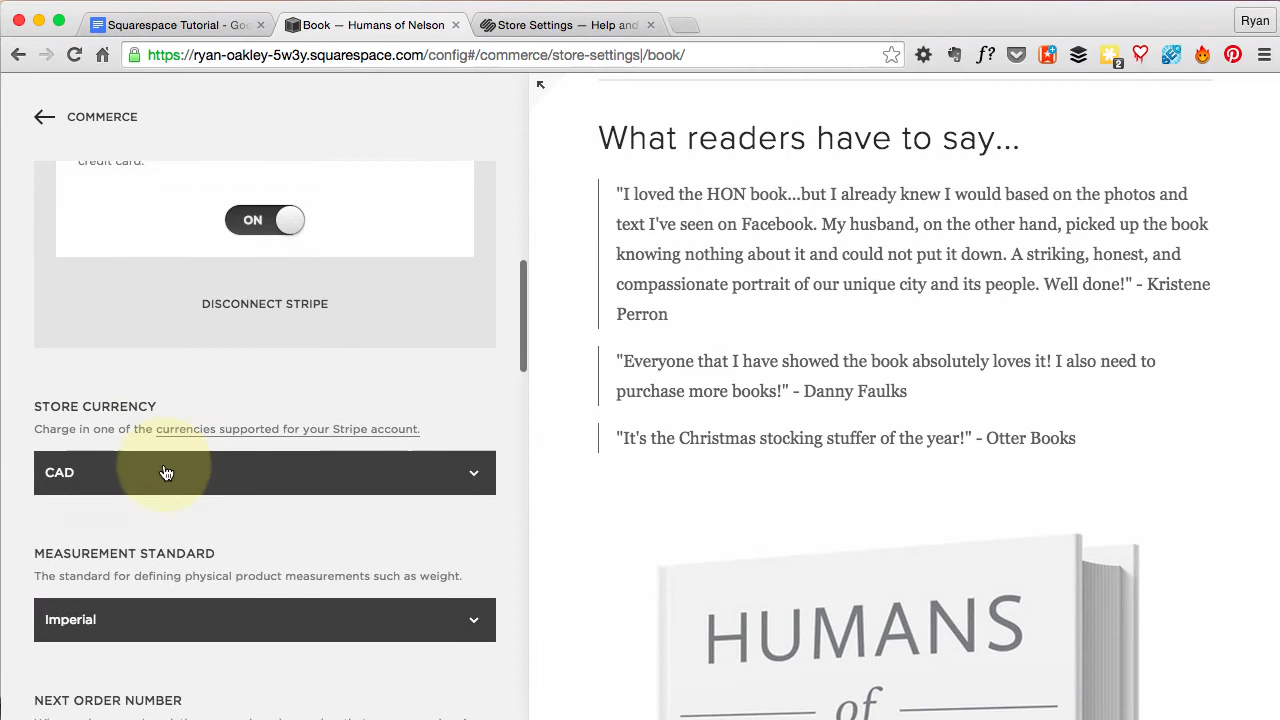 Squarespace Tutorial - Goo
Book — Humans of Nelson
Store Settings — Help and
Ryan
https://ryan-oakley-5w3y.squarespace.com/config#/commerce/store-settings|/book/
f?
2
COMMERCE
credit card.
ON
DISCONNECT STRIPE
STORE CURRENCY
Charge in one of the currencies supported for your Stripe account.
CAD
MEASUREMENT STANDARD
The standard for defining physical product measurements such as weight.
Imperial
NEXT ORDER NUMBER
What readers have to say...
"I loved the HON book...but I already knew I would based on the photos and
text I've seen on Facebook. My husband, on the other hand, picked up the book
knowing nothing about it and could not put it down. A striking, honest, and
compassionate portrait of our unique city and its people. Well done!" - Kristene
Perron
"Everyone that I have showed the book absolutely loves it! I also need to
purchase more books!" - Danny Faulks
"It's the Christmas stocking stuffer of the year!" - Otter Books
HUMANS
of